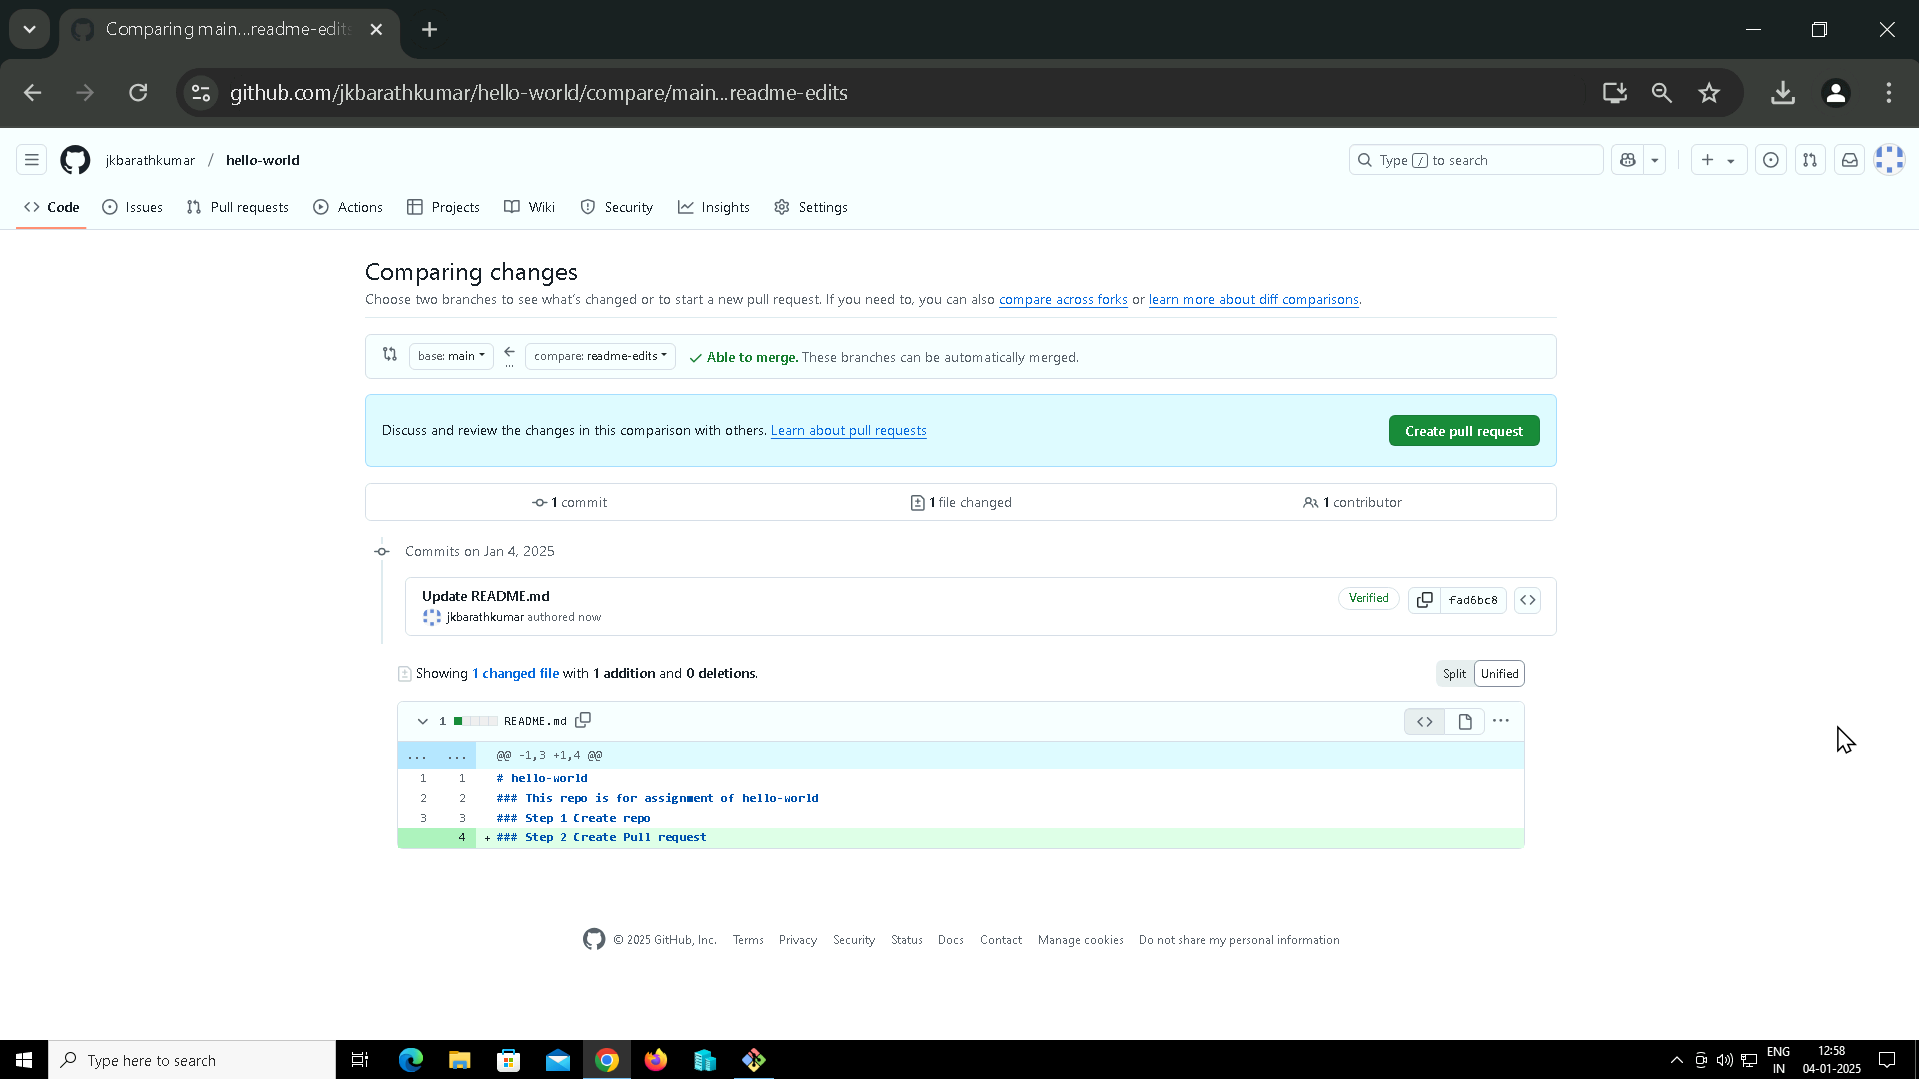 Comparing main...readme-edits
github.com/jkbarathkumar/hello-world/compare/main...readme-edits
jkbarathkumar / hello-world
Type / to search
Code Issues Pull requests Actions Projects Wiki Security Insights Settings
Comparing changes
Choose two branches to see what's changed or to start a new pull request. If you need to, you can also compare across forks or learn more about diff comparisons.
base: main ... compare: readme-edits Able to merge. These branches can be automatically merged.
Discuss and review the changes in this comparison with others. Learn about pull requests
Create pull request
1 commit 1 file changed 1 contributor
Commits on Jan 4, 2025
Update README.md
Verified fad6bc8
jkbarathkumar authored now
Showing 1 changed file with 1 addition and 0 deletions.
Split Unified
1 README.md
... ... @@ -1,3 +1,4 @@
1 1 # hello-world
2 2 ### This repo is for assignment of hello-world
3 3 ### Step 1 Create repo
4 + ### Step 2 Create Pull request
© 2025 GitHub, Inc. Terms Privacy Security Status Docs Contact Manage cookies Do not share my personal information
Type here to search
ENG
IN
12:58
04-01-2025